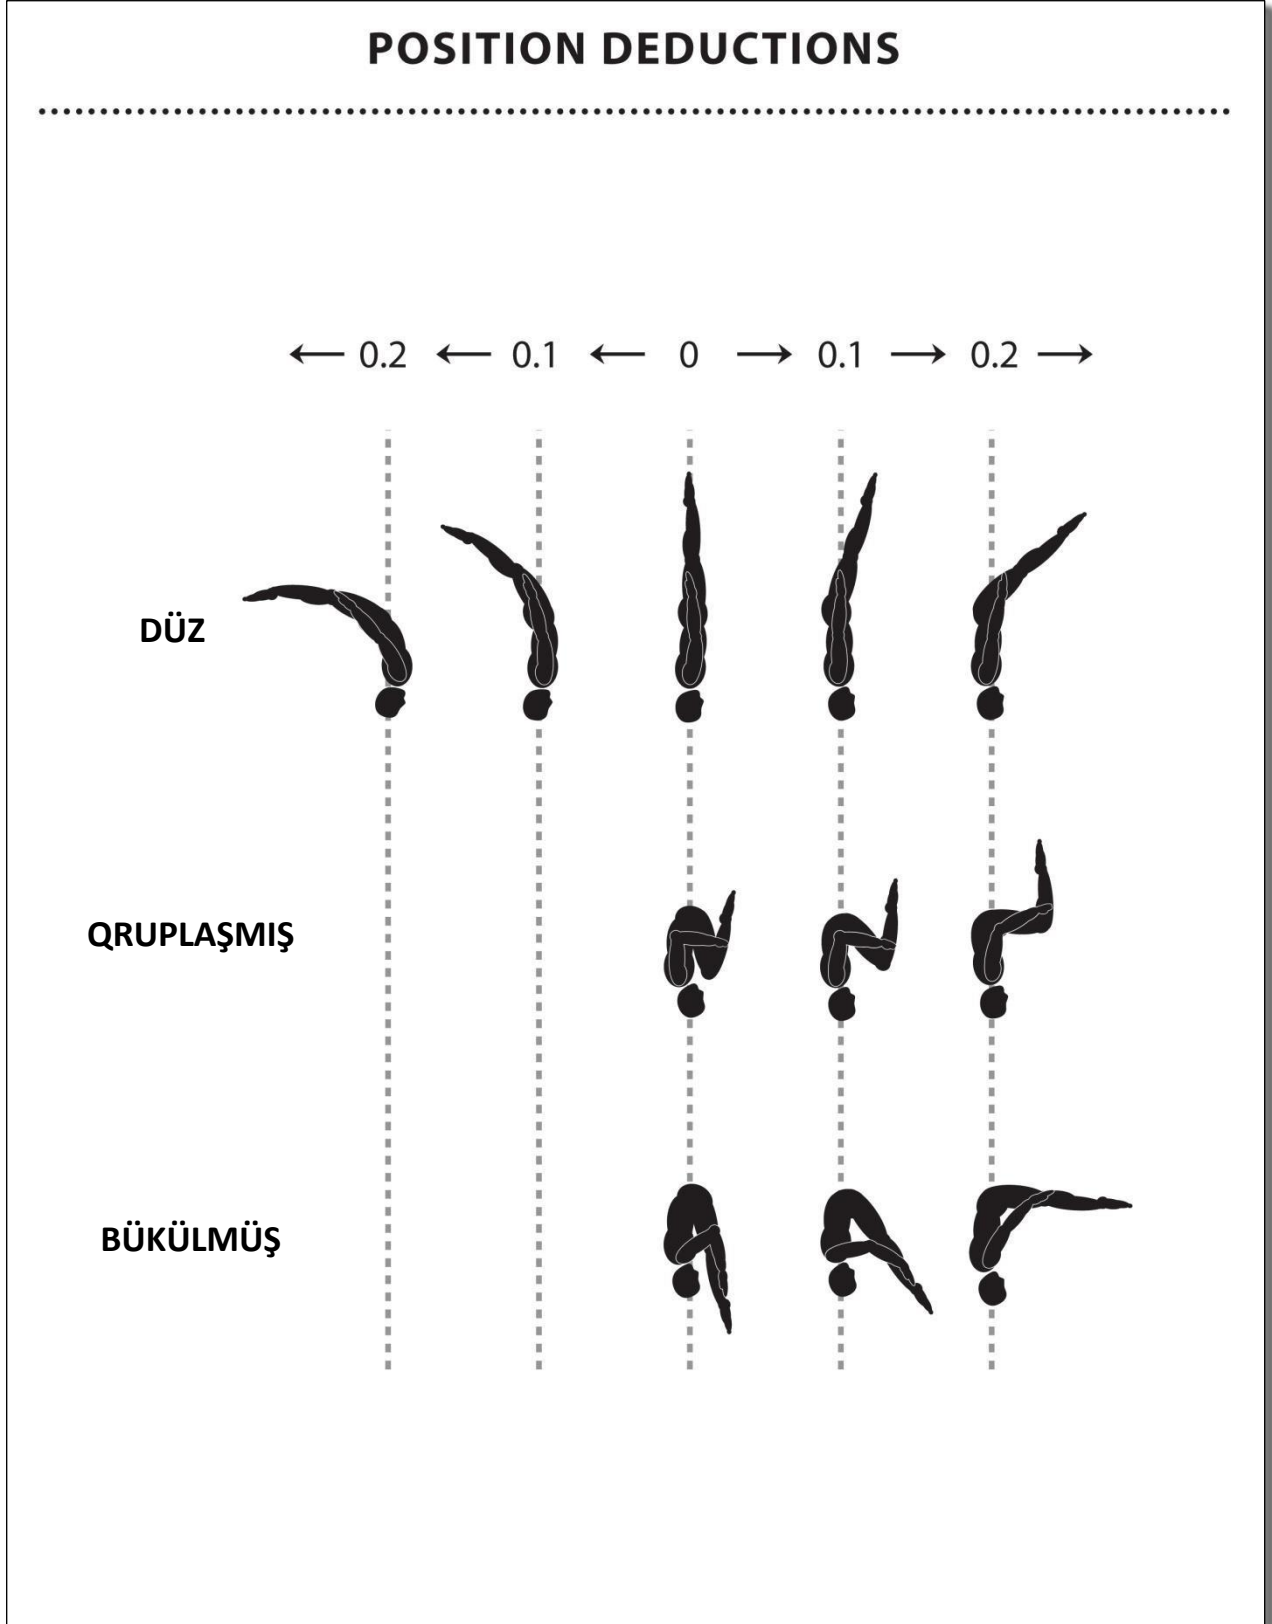 POSITION DEDUCTIONS
← 0.2 ← 0.1 ← 0 → 0.1 → 0.2 →
DÜZ
QRUPLAŞMIŞ
BÜKÜLMÜŞ